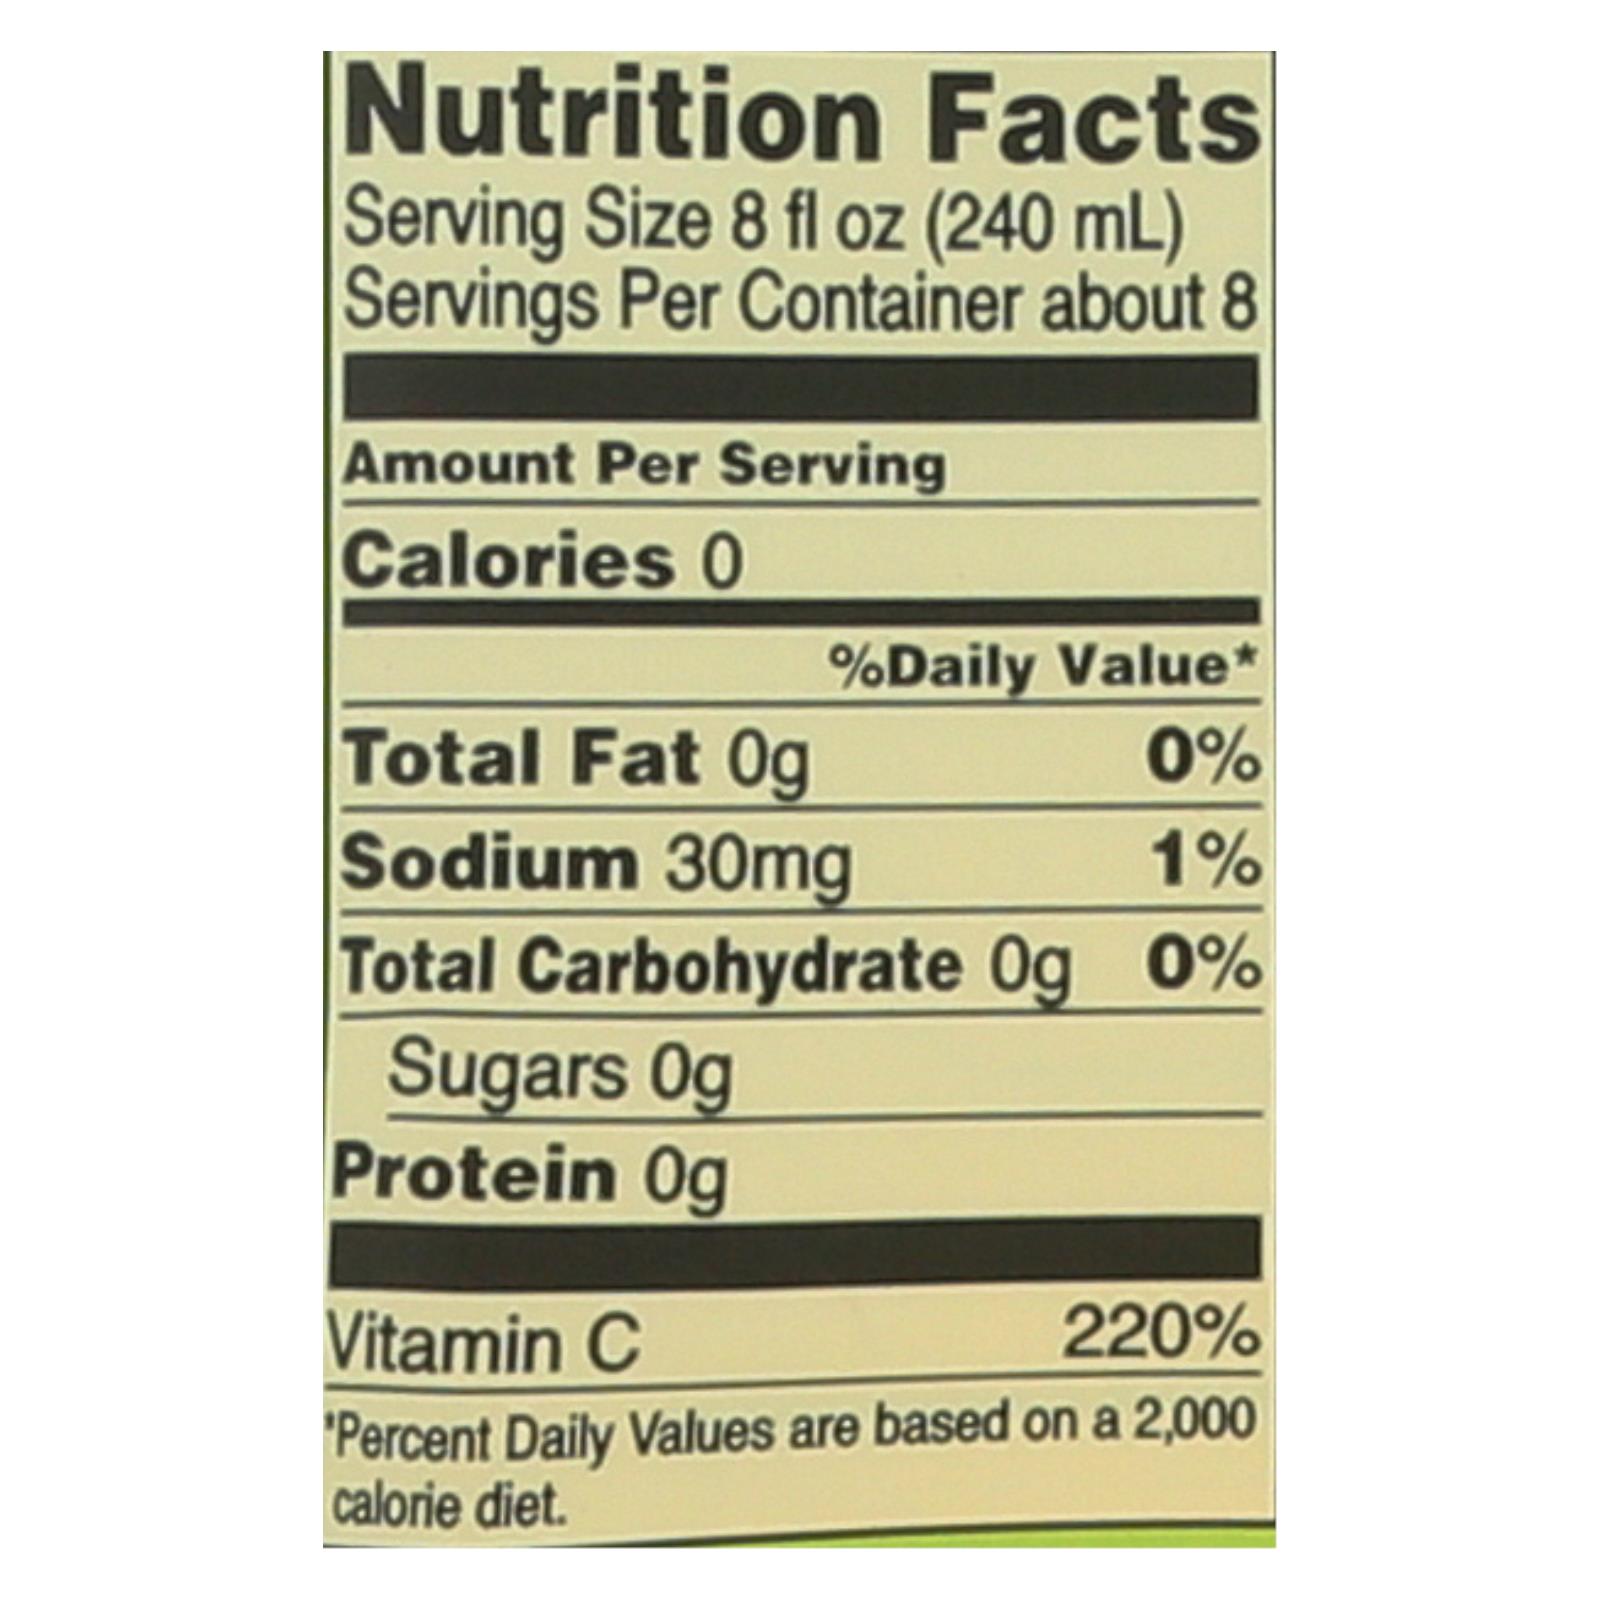 Nutrition Facts
Serving Size 8 fl oz (240 mL)
Servings Per Container about 8
Amount Per Serving
Calories 0
%Daily Value*
Total Fat 0g 0%
Sodium 30mg 1%
Total Carbohydrate 0g 0%
Sugars 0g
Protein 0g
Vitamin C 220%
*Percent Daily Values are based on a 2,000
calorie diet.